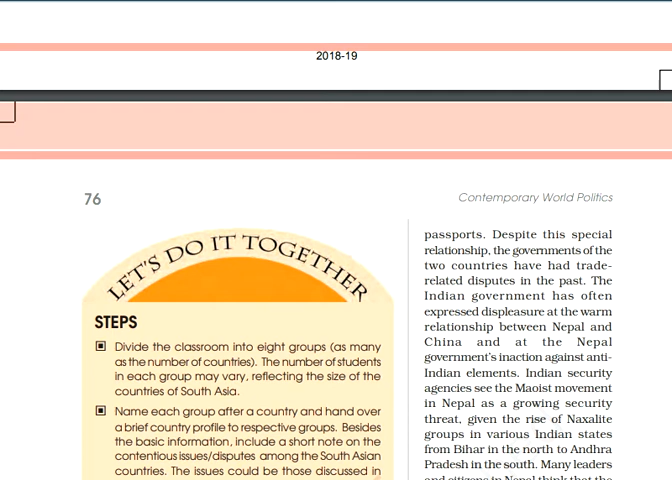 2018-19
76
Contemporary World Politics
LET'S DO IT TOGETHER
STEPS
Divide the classroom into eight groups (as many
as the number of countries). The number of students
in each group may vary, reflecting the size of the
countries of South Asia.
Name each group after a country and hand over
a brief country profile to respective groups. Besides
the basic information, include a short note on the
contentious issues/disputes among the South Asian
countries. The issues could be those discussed in
passports. Despite this special
relationship, the governments of the
two countries have had trade-
related disputes in the past. The
Indian government has often
expressed displeasure at the warm
relationship between Nepal and
China and at the Nepal
government's inaction against anti-
Indian elements. Indian security
agencies see the Maoist movement
in Nepal as a growing security
threat, given the rise of Naxalite
groups in various Indian states
from Bihar in the north to Andhra
Pradesh in the south. Many leaders
and citizens in Nepal think that the